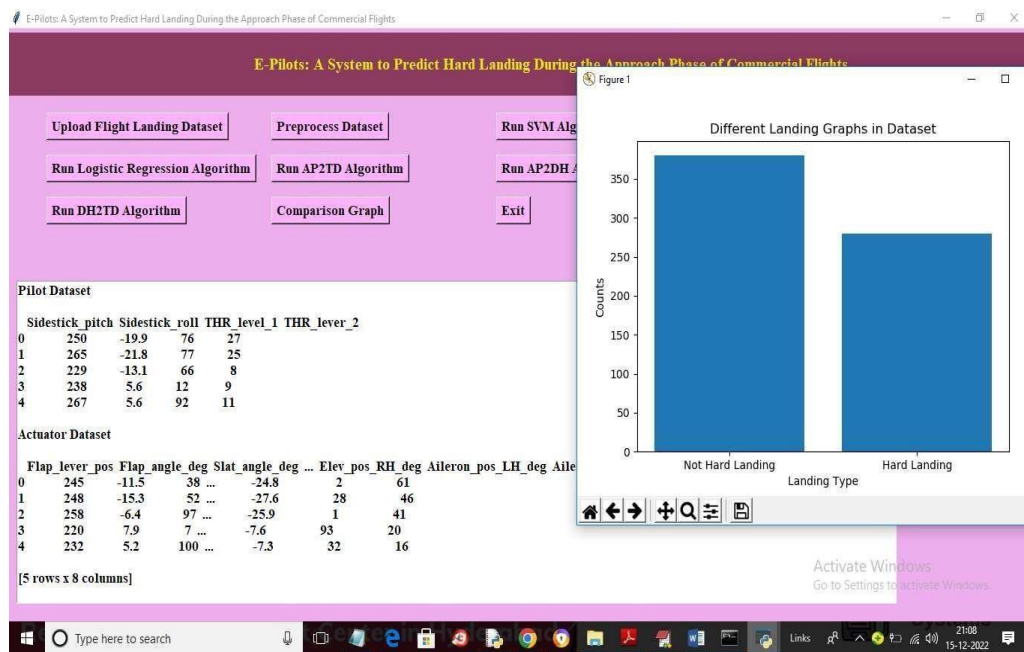 E-Pilots: A System to Predict Hard Landing During the Approach Phase of Commercial Flights
E-Pilots: A System to Predict Hard Landing During the Approach Phase of Commercial Flights
Upload Flight Landing Dataset
Preprocess Dataset
Run SVM Alg
Run Logistic Regression Algorithm
Run AP2TD Algorithm
Run AP2DH A
Run DH2TD Algorithm
Comparison Graph
Exit
Pilot Dataset
Sidestick_pitch Sidestick_roll THR_level_1 THR_lever_2
0 250 -19.9 76 27
1 265 -21.8 77 25
2 229 -13.1 66 8
3 238 5.6 12 9
4 267 5.6 92 11
Actuator Dataset
Flap_lever_pos Flap_angle_deg Slat_angle_deg ... Elev_pos_RH_deg Aileron_pos_LH_deg Aile
0 245 -11.5 38 ... -24.8 2 61
1 248 -15.3 52 ... -27.6 28 46
2 258 -6.4 97 ... -25.9 1 41
3 220 7.9 7 ... -7.6 93 20
4 232 5.2 100 ... -7.3 32 16
[5 rows x 8 columns]
Figure 1
Different Landing Graphs in Dataset
Counts
350
300
250
200
150
100
50
0
Not Hard Landing
Hard Landing
Landing Type
Activate Windows
Go to Settings to activate Windows.
Type here to search
Links
21:08
15-12-2022